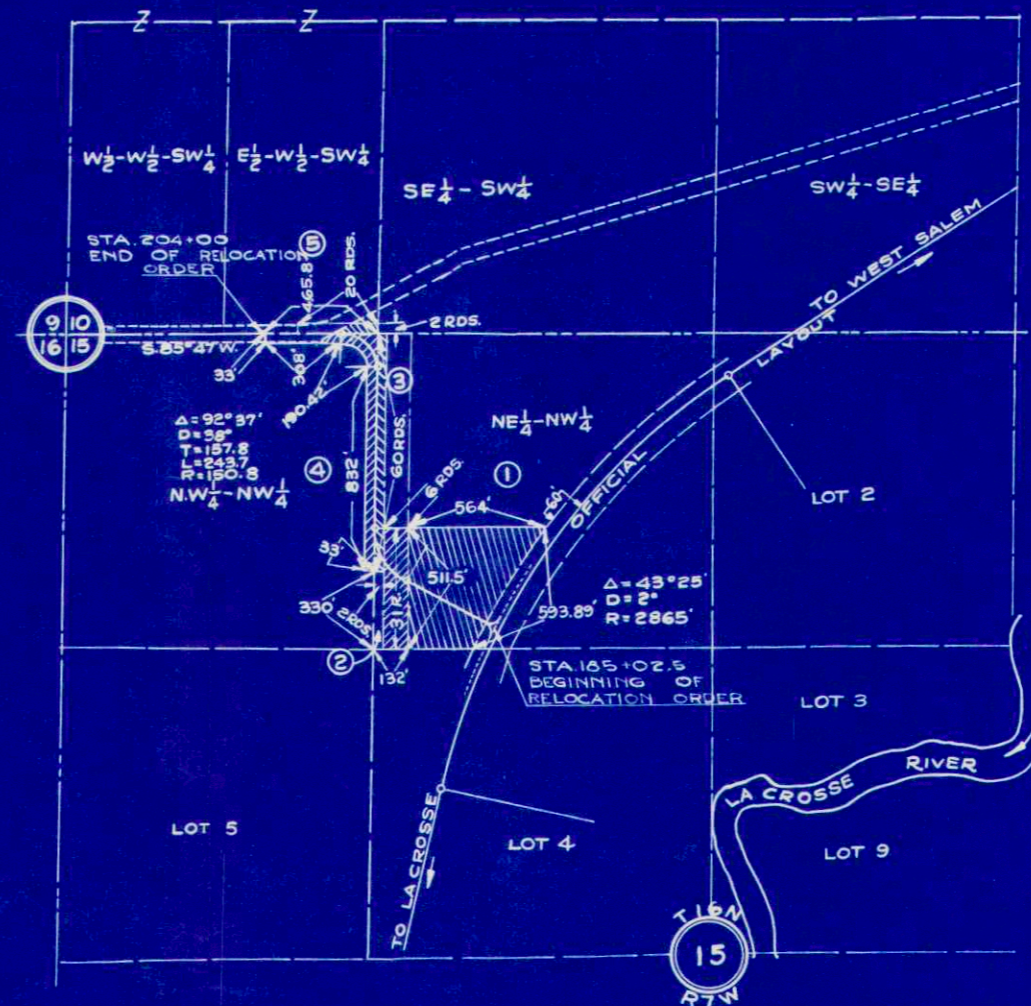 Z Z
W½-W½-SW¼
E½-W½-SW¼
SE¼ - SW¼
SW¼-SE¼
STA. 204+00
END OF RELOCATION
ORDER
⑤
465.8'
20 RDS.
2 RDS.
9 10
16 15
S.85°47'W.
33'
308'
190.42'
③
Δ=92°37'
D=38°
T=157.8
L=243.7
R=150.8
N.W¼-NW¼
④
832'
60 RDS.
NE¼-NW¼
①
6 RDS.
564'
60'
OFFICIAL LAYOUT TO WEST SALEM
LOT 2
33'
330'
2 RDS.
31 R.
511.5'
593.89'
Δ=43°25'
D=2°
R=2865'
②
132'
STA. 185+02.5
BEGINNING OF
RELOCATION ORDER
LOT 3
LA CROSSE RIVER
LOT 5
LOT 4
LOT 9
TO LACROSSE
T 16 N
15
R 7 W